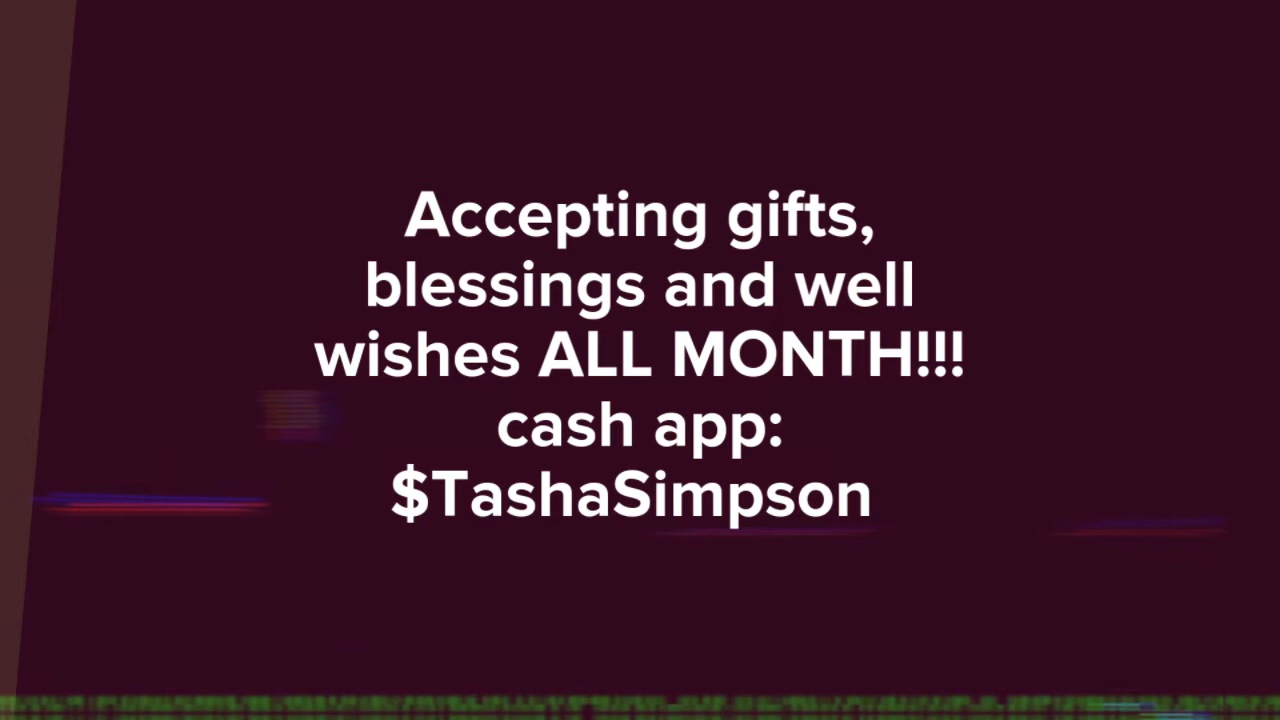 Accepting gifts,
blessings and well
wishes ALL MONTH!!!
cash app:
$TashaSimpson